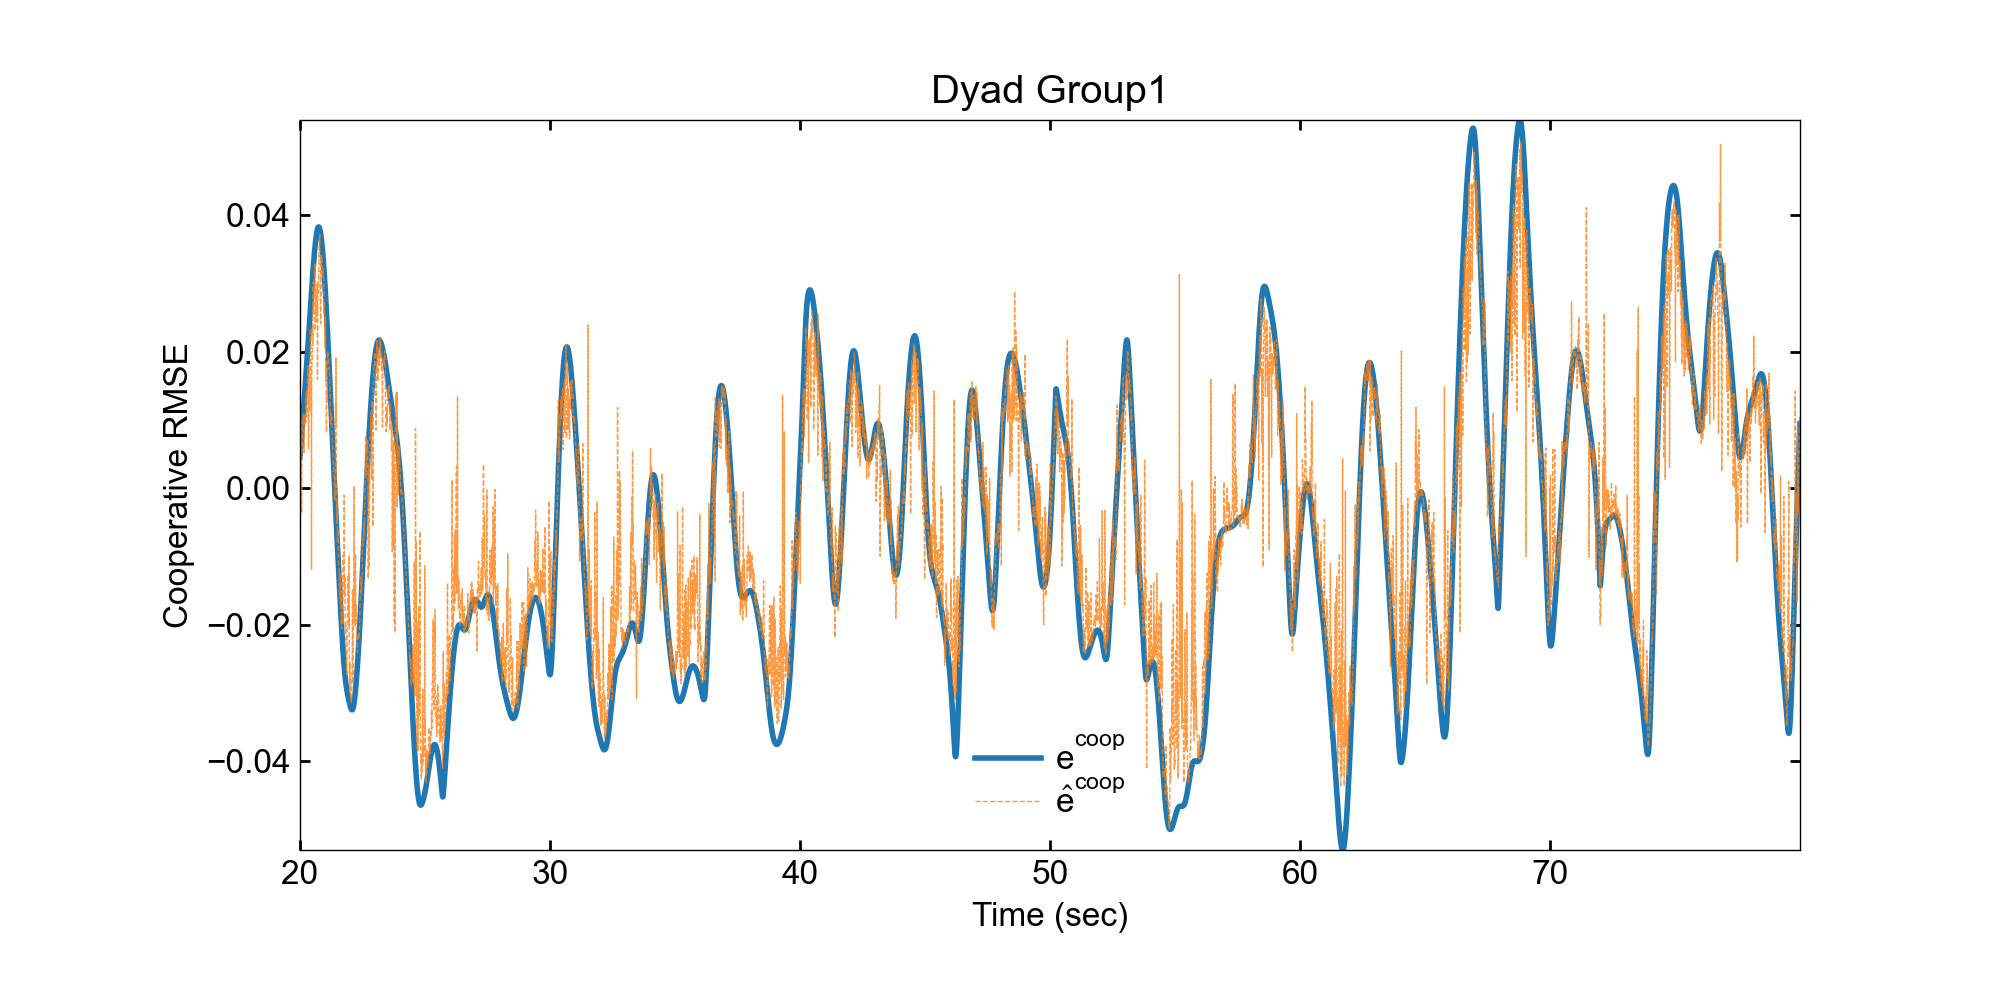 Dyad Group1
Cooperative RMSE
0.04
0.02
0.00
−0.02
−0.04
e^coop
ê^coop
20 30 40 50 60 70
Time (sec)